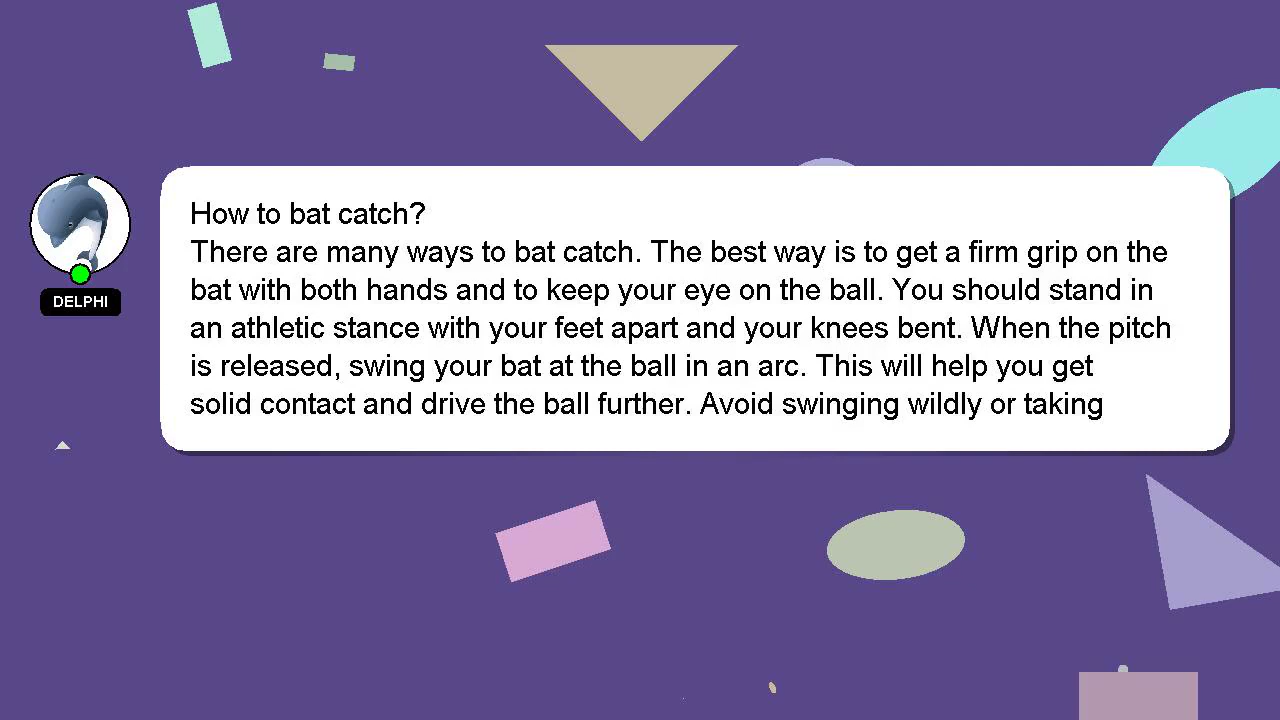 How to bat catch?
There are many ways to bat catch. The best way is to get a firm grip on the
bat with both hands and to keep your eye on the ball. You should stand in
an athletic stance with your feet apart and your knees bent. When the pitch
is released, swing your bat at the ball in an arc. This will help you get
solid contact and drive the ball further. Avoid swinging wildly or taking
DELPHI